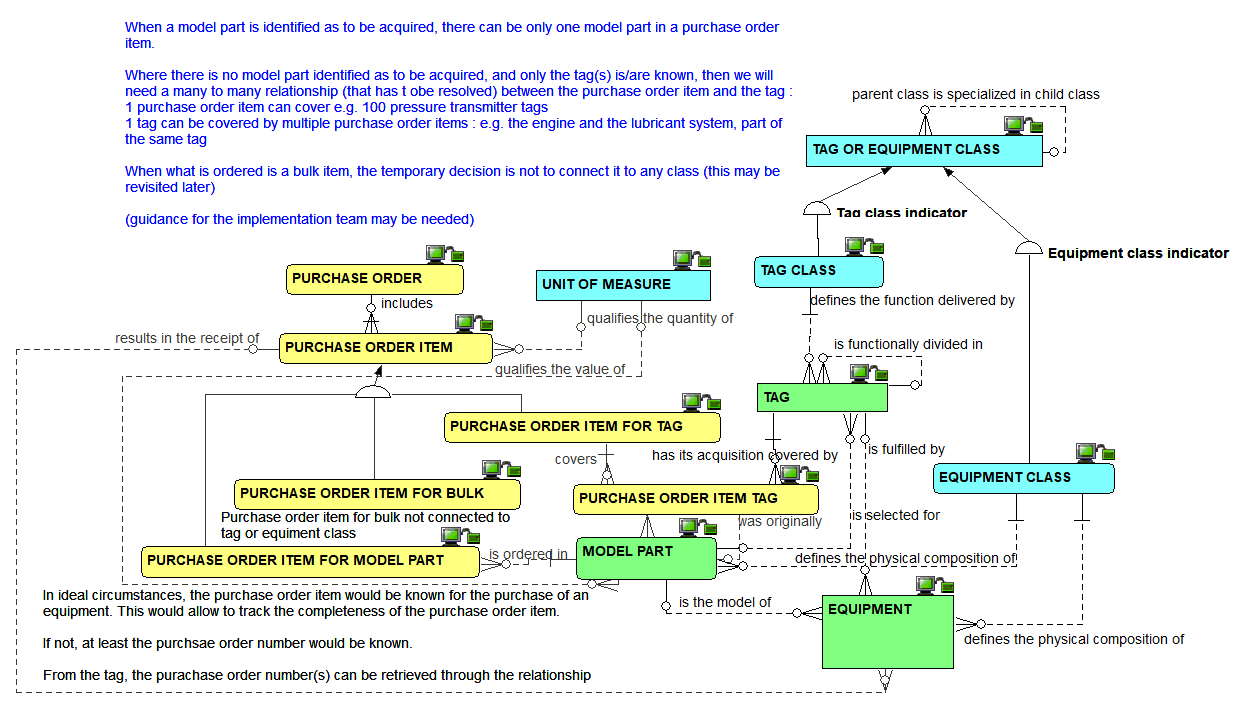 When a model part is identified as to be acquired, there can be only one model part in a purchase order
item.
Where there is no model part identified as to be acquired, and only the tag(s) is/are known, then we will
need a many to many relationship (that has t obe resolved) between the purchase order item and the tag :
1 purchase order item can cover e.g. 100 pressure transmitter tags
1 tag can be covered by multiple purchase order items : e.g. the engine and the lubricant system, part of
the same tag
When what is ordered is a bulk item, the temporary decision is not to connect it to any class (this may be
revisited later)
(guidance for the implementation team may be needed)
parent class is specialized in child class
TAG OR EQUIPMENT CLASS
Tag class indicator
Equipment class indicator
PURCHASE ORDER
UNIT OF MEASURE
TAG CLASS
includes
defines the function delivered by
qualifies the quantity of
results in the receipt of
PURCHASE ORDER ITEM
is functionally divided in
qualifies the value of
TAG
PURCHASE ORDER ITEM FOR TAG
covers
has its acquisition covered by
is fulfilled by
EQUIPMENT CLASS
PURCHASE ORDER ITEM FOR BULK
PURCHASE ORDER ITEM TAG
Purchase order item for bulk not connected to
tag or equiment class
was originally
is selected for
PURCHASE ORDER ITEM FOR MODEL PART
is ordered in
MODEL PART
defines the physical composition of
In ideal circumstances, the purchase order item would be known for the purchase of an
equipment. This would allow to track the completeness of the purchase order item.
is the model of
EQUIPMENT
If not, at least the purchsae order number would be known.
defines the physical composition of
From the tag, the purachase order number(s) can be retrieved through the relationship